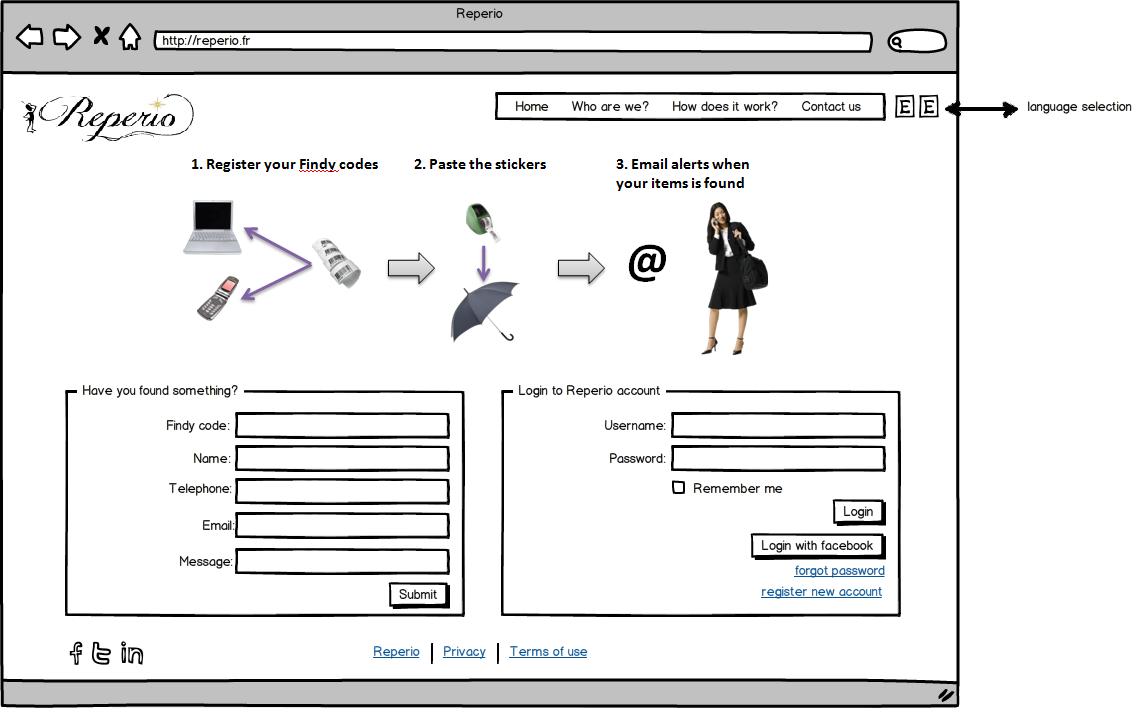 Reperio
http://reperio.fr
Reperio
Home Who are we? How does it work? Contact us E E language selection
1. Register your Findy codes 2. Paste the stickers 3. Email alerts when
your items is found
@
Have you found something?
Findy code:
Name:
Telephone:
Email:
Message:
Submit
Login to Reperio account
Username:
Password:
Remember me
Login
Login with facebook
forgot password
register new account
f t in Reperio Privacy Terms of use